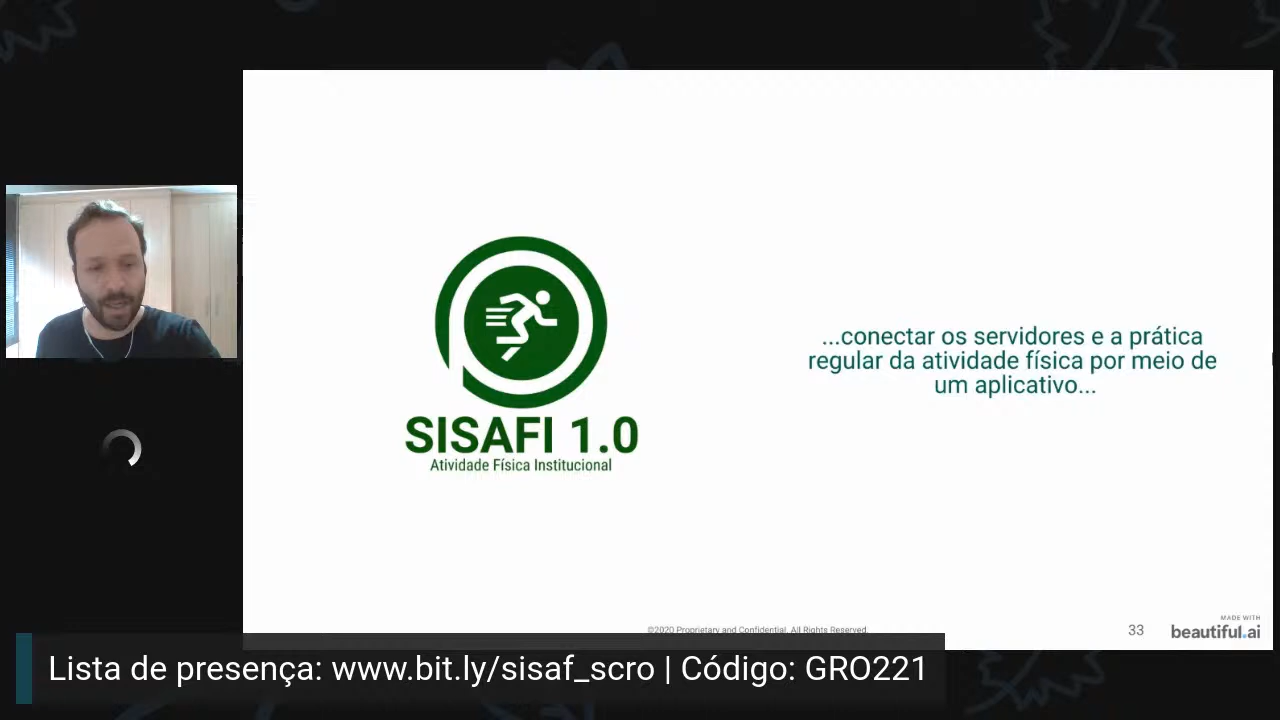 SISAFI 1.0
Atividade Física Institucional
...conectar os servidores e a prática
regular da atividade física por meio de
um aplicativo...
©2020 Proprietary and Confidential. All Rights Reserved.
33
MADE WITH
beautiful.ai
Lista de presença: www.bit.ly/sisaf_scro | Código: GRO221